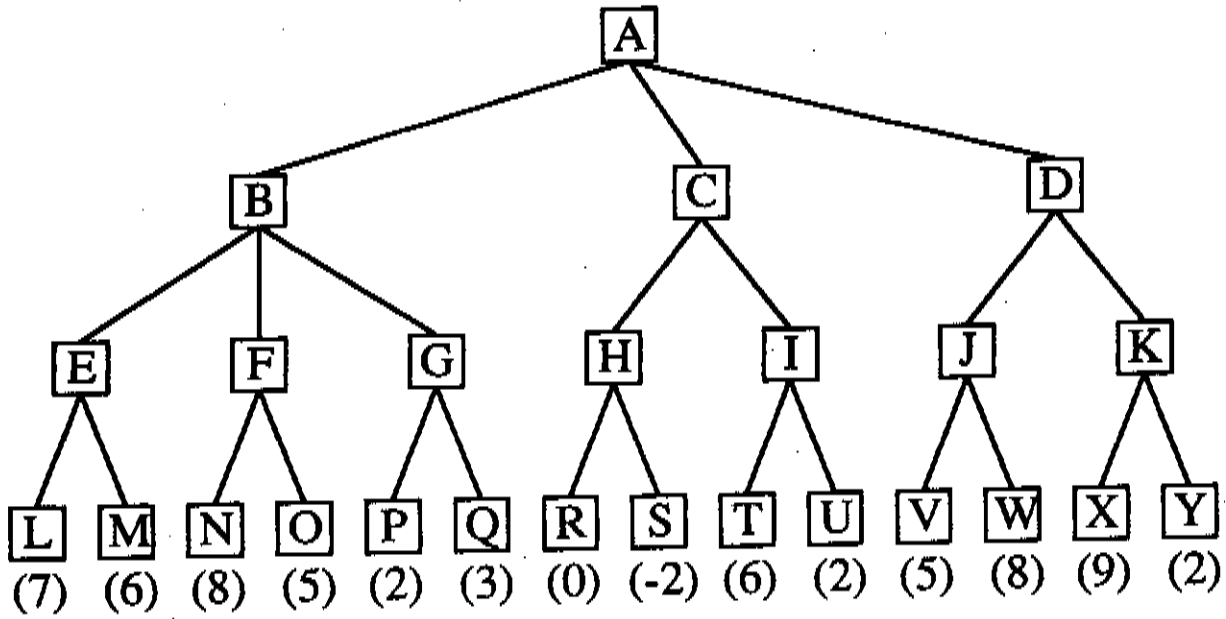 A
B C D
E F G H I J K
L M N O P Q R S T U V W X Y
(7) (6) (8) (5) (2) (3) (0) (-2) (6) (2) (5) (8) (9) (2)